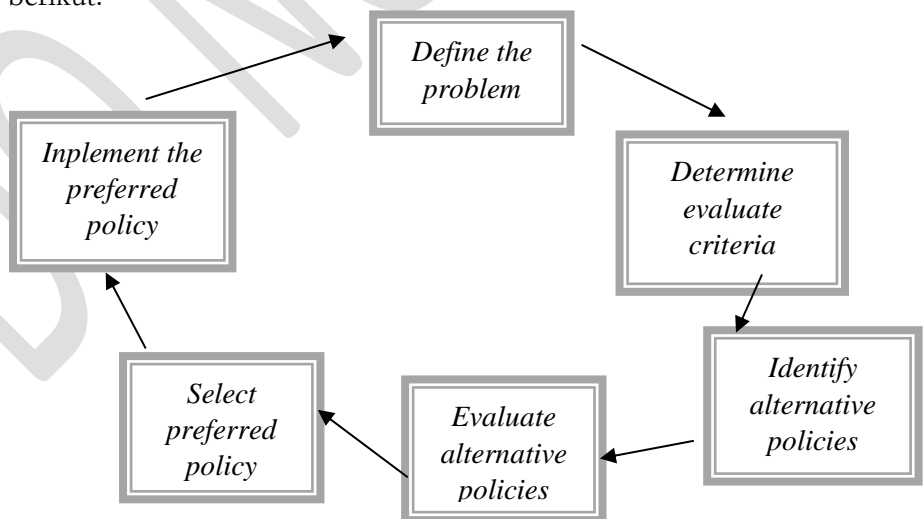 berikut:
Define the
problem
Inplement the
preferred
policy
Determine
evaluate
criteria
Identify
alternative
policies
Select
preferred
policy
Evaluate
alternative
policies